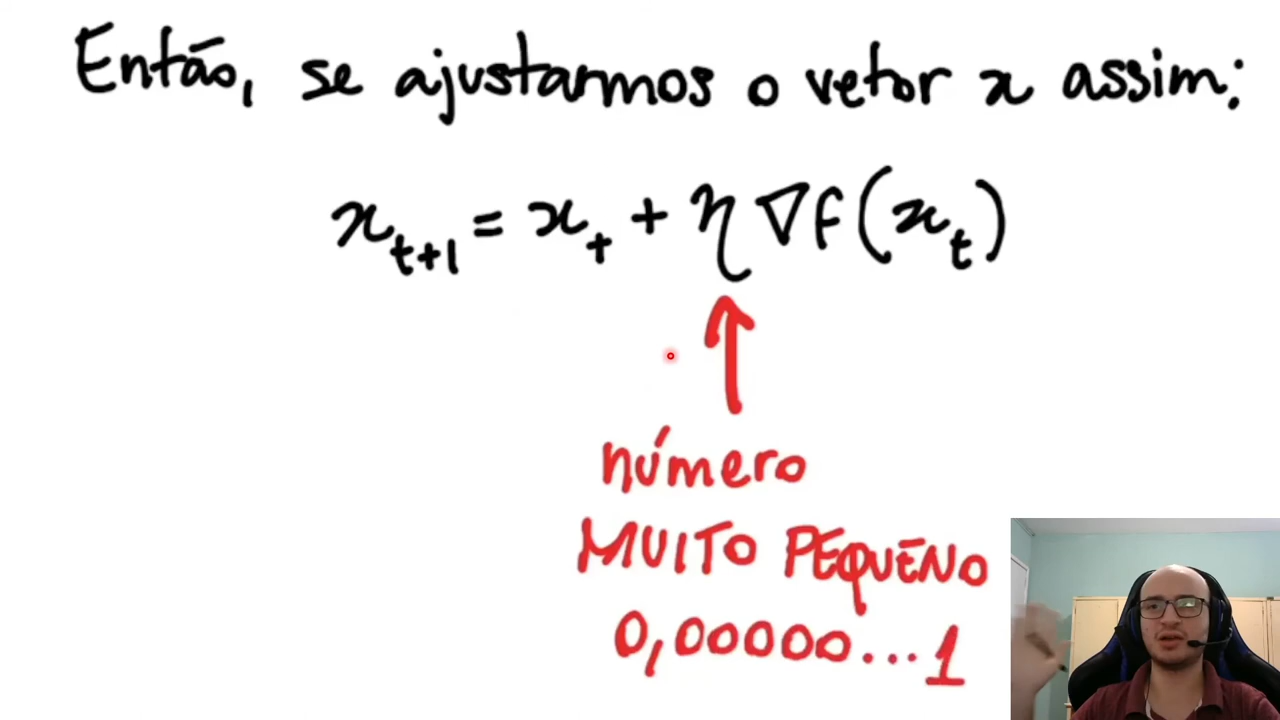 Então, se ajustarmos o vetor x assim:
x_{t+1} = x_t + η ∇f(x_t)
número
MUITO PEQUENO
0,00000...1